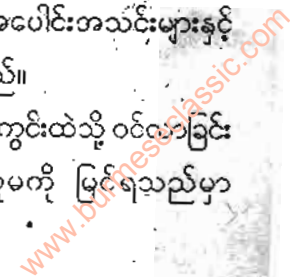 အပေါင်းအသင်းများနှင့်
ည်။
ကွင်းထဲသို့ ဝင်လာခြင်း
မကို မြင်ရသည်မှာ
www.burmeseclassic.com